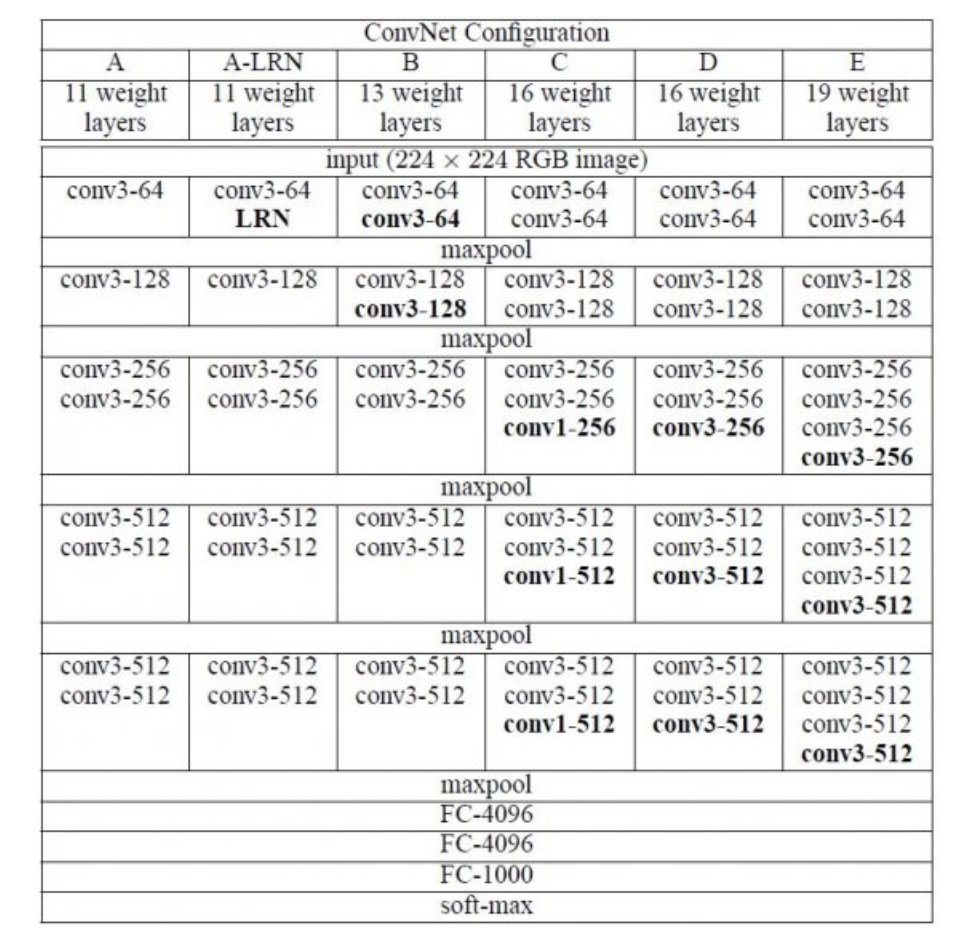 ConvNet Configuration
A A-LRN B C D E
11 weight 11 weight 13 weight 16 weight 16 weight 19 weight
layers layers layers layers layers layers
input (224 × 224 RGB image)
conv3-64 conv3-64 conv3-64 conv3-64 conv3-64 conv3-64
LRN conv3-64 conv3-64 conv3-64 conv3-64
maxpool
conv3-128 conv3-128 conv3-128 conv3-128 conv3-128 conv3-128
conv3-128 conv3-128 conv3-128 conv3-128
maxpool
conv3-256 conv3-256 conv3-256 conv3-256 conv3-256 conv3-256
conv3-256 conv3-256 conv3-256 conv3-256 conv3-256 conv3-256
conv1-256 conv3-256 conv3-256
conv3-256
maxpool
conv3-512 conv3-512 conv3-512 conv3-512 conv3-512 conv3-512
conv3-512 conv3-512 conv3-512 conv3-512 conv3-512 conv3-512
conv1-512 conv3-512 conv3-512
conv3-512
maxpool
conv3-512 conv3-512 conv3-512 conv3-512 conv3-512 conv3-512
conv3-512 conv3-512 conv3-512 conv3-512 conv3-512 conv3-512
conv1-512 conv3-512 conv3-512
conv3-512
maxpool
FC-4096
FC-4096
FC-1000
soft-max